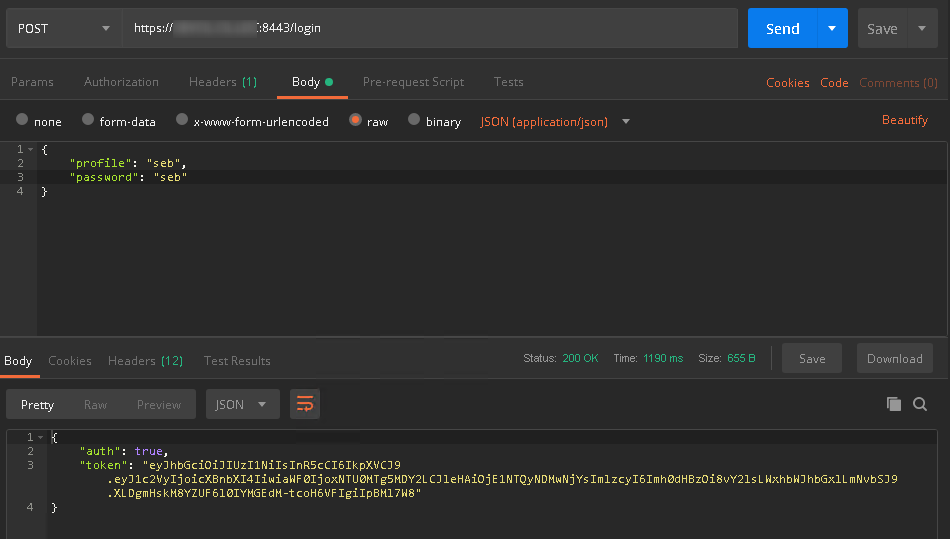 POST https:// :8443/login Send Save
Params Authorization Headers (1) Body Pre-request Script Tests Cookies Code Comments (0)
none form-data x-www-form-urlencoded raw binary JSON (application/json) Beautify
1 {
2 "profile": "seb",
3 "password": "seb"
4 }
Body Cookies Headers (12) Test Results Status: 200 OK Time: 1190 ms Size: 655 B Save Download
Pretty Raw Preview JSON
1 {
2 "auth": true,
3 "token": "eyJhbGciOiJIUzI1NiIsInR5cCI6IkpXVCJ9
.eyJ1c2VyIjoicXBnbXI4IiwiaWF0IjoxNTU0MTg5MDY2LCJleHAiOjE1NTQyNDMwNjYsImlzcyI6Imh0dHBzOi8vY2lsLWxhbWJhbGxlLmNvbSJ9
.XLDgmHskM8YZUF6l0IYMGEdM-tcoH6VFIgiIpBMl7W8"
4 }